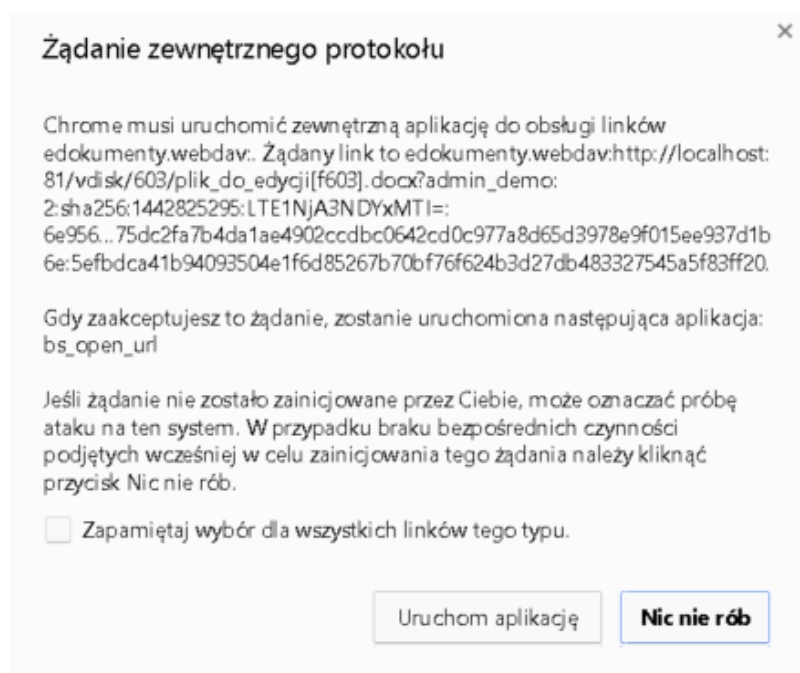 Żądanie zewnętrznego protokołu
Chrome musi uruchomić zewnętrzną aplikację do obsługi linków
edokumenty.webdav:. Żądany link to edokumenty.webdav:http://localhost:
81/vdisk/603/plik_do_edycji[f603].docx?admin_demo:
2:sha256:1442825295:LTE1NjA3NDYxMTI=:
6e956...75dc2fa7b4da1ae4902ccdbc0642cd0c977a8d65d3978e9f015ee937d1b
6e:5efbdca41b94093504e1f6d85267b70bf76f624b3d27db483327545a5f83ff20.
Gdy zaakceptujesz to żądanie, zostanie uruchomiona następująca aplikacja:
bs_open_url
Jeśli żądanie nie zostało zainicjowane przez Ciebie, może oznaczać próbę
ataku na ten system. W przypadku braku bezpośrednich czynności
podjętych wcześniej w celu zainicjowania tego żądania należy kliknąć
przycisk Nic nie rób.
Zapamiętaj wybór dla wszystkich linków tego typu.
Uruchom aplikację
Nic nie rób